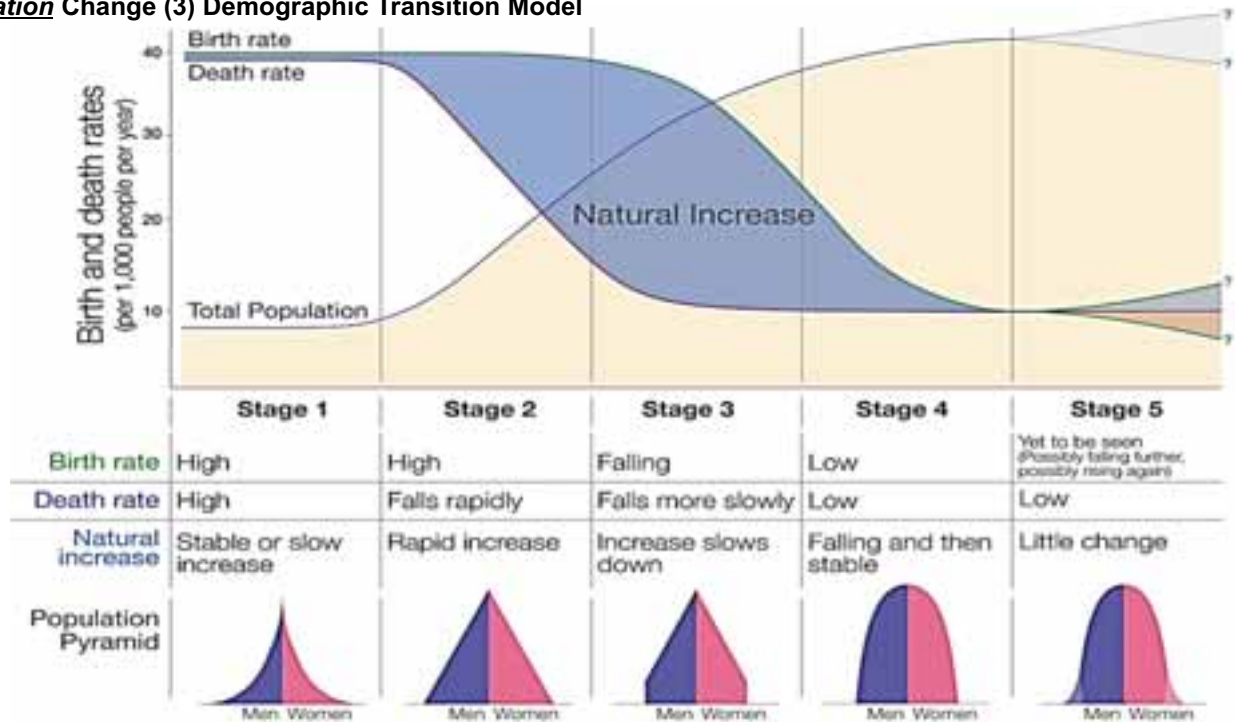 ation Change (3) Demographic Transition Model
Birth and death rates
(per 1,000 people per year)
40
30
20
10
Birth rate
Death rate
Natural Increase
Total Population
?
?
?
?
Stage 1
Stage 2
Stage 3
Stage 4
Stage 5
Birth rate
High
High
Falling
Low
Yet to be seen
(Possibly falling further,
possibly rising again)
Death rate
High
Falls rapidly
Falls more slowly
Low
Low
Natural
increase
Stable or slow
increase
Rapid increase
Increase slows
down
Falling and then
stable
Little change
Population
Pyramid
Men Women
Men Women
Men Women
Men Women
Men Women